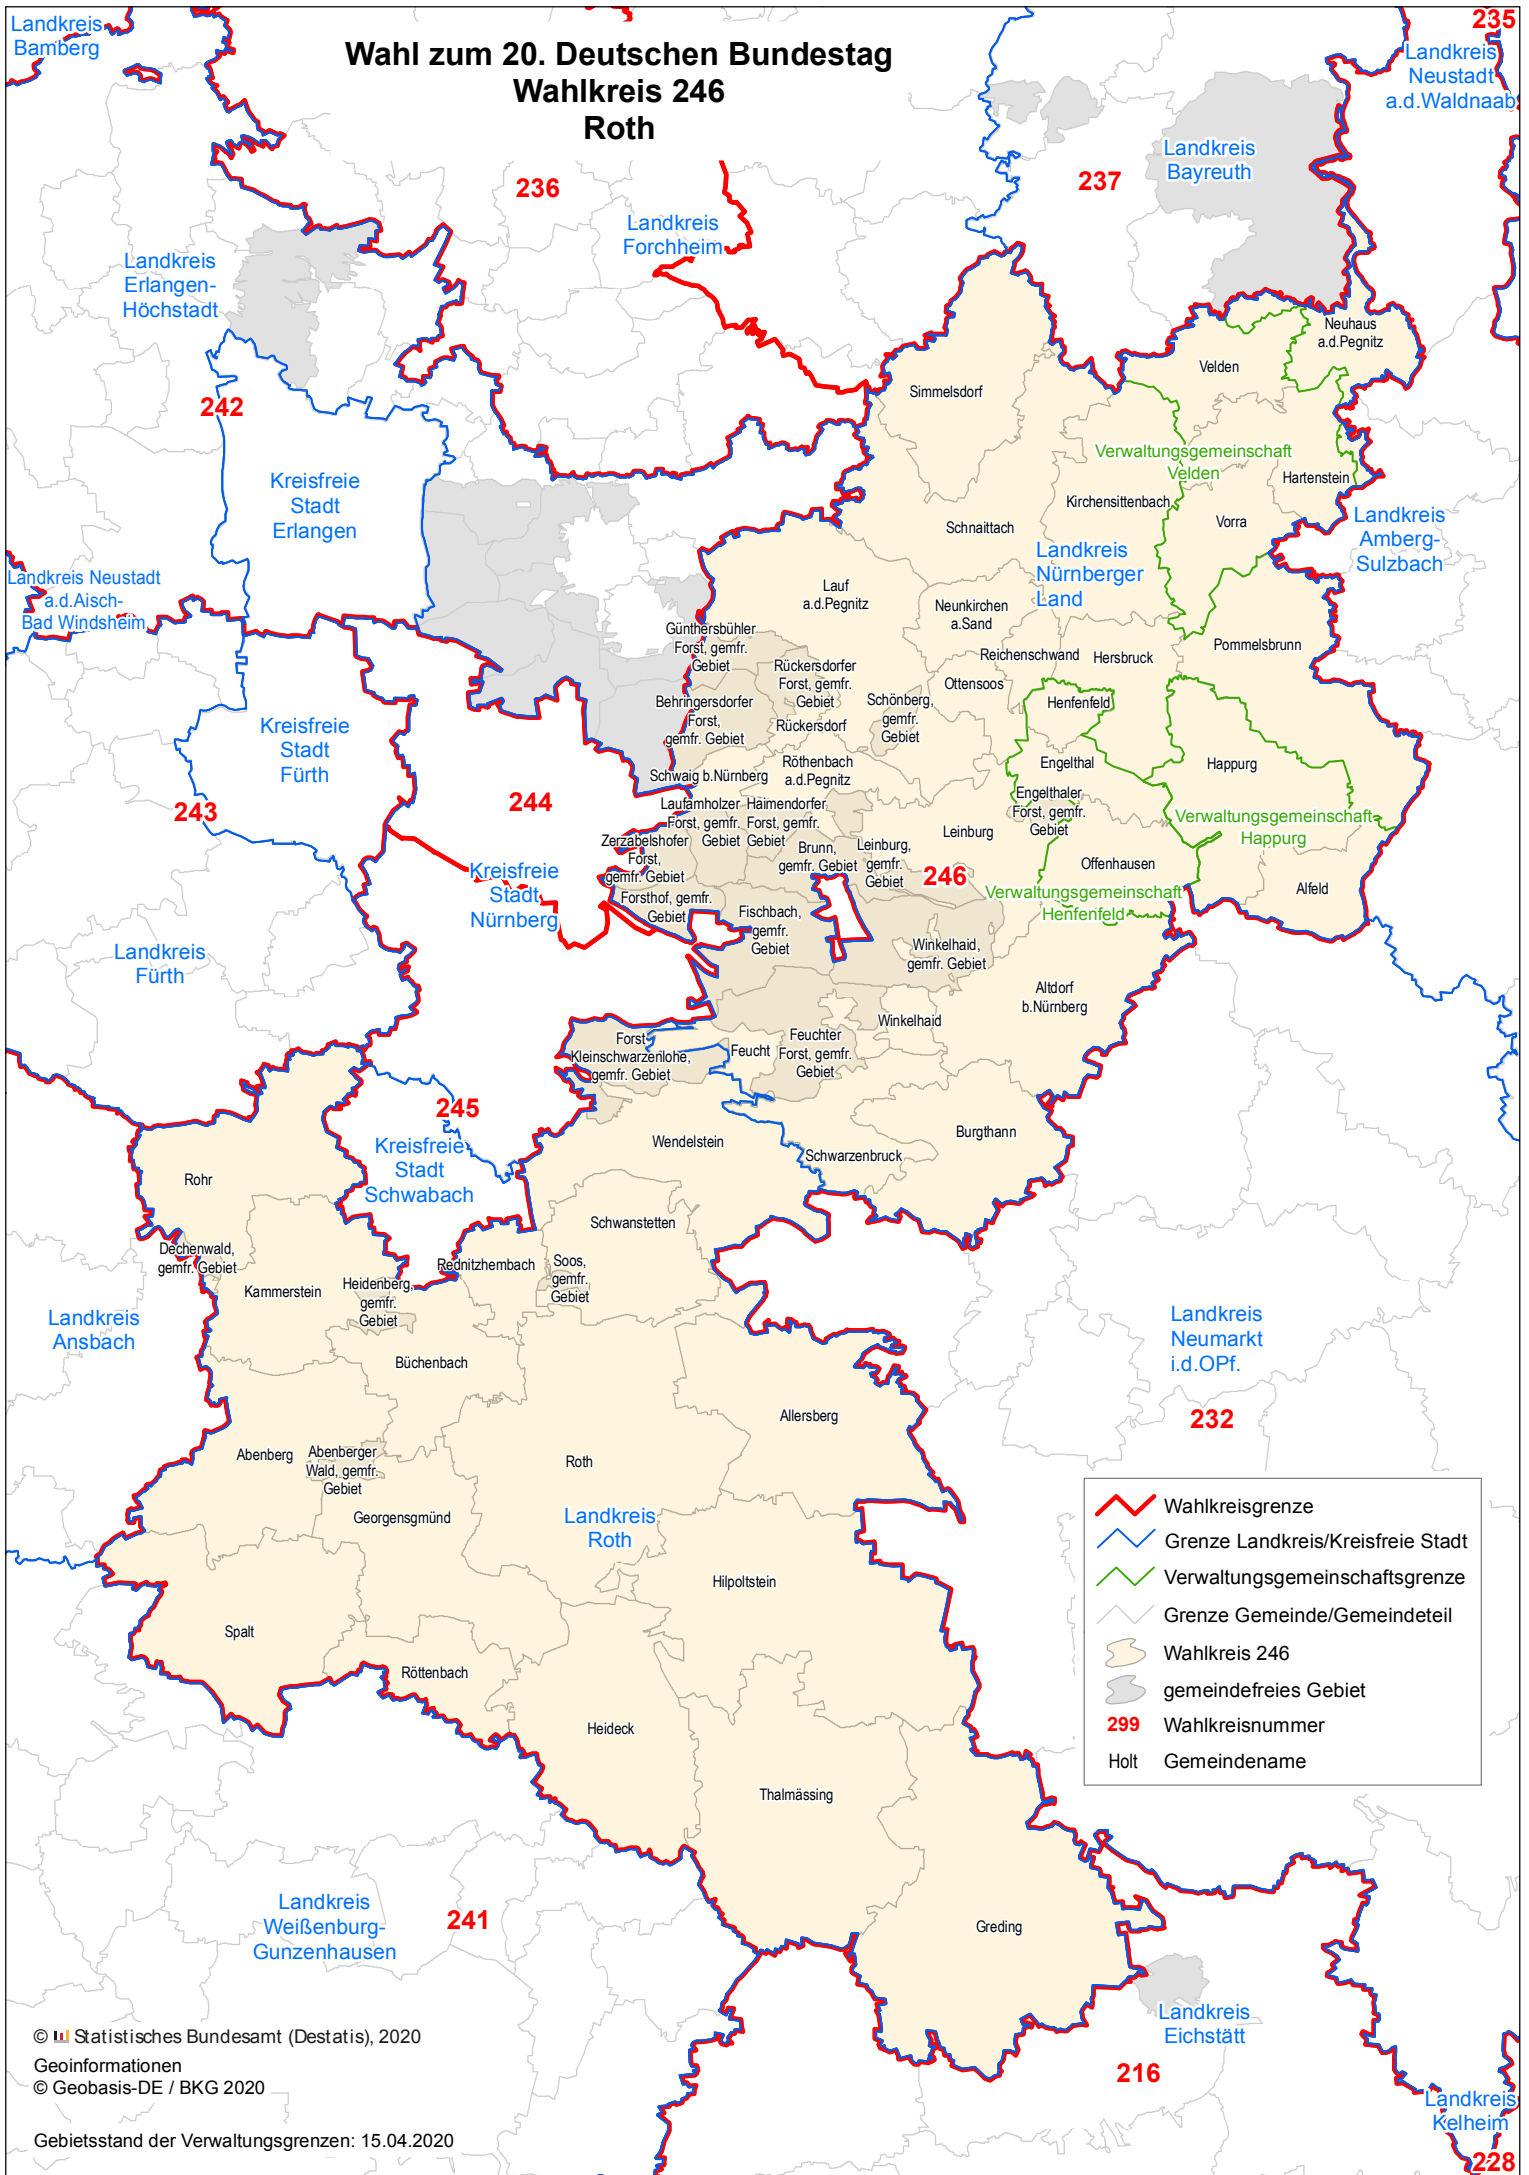 Wahl zum 20. Deutschen Bundestag
Wahlkreis 246
Roth
Landkreis
Bamberg
235
Landkreis
Neustadt
a.d.Waldnaab
Landkreis
Bayreuth
236
237
Landkreis
Forchheim
Landkreis
Erlangen-
Höchstadt
Neuhaus
a.d.Pegnitz
Velden
Simmelsdorf
242
Verwaltungsgemeinschaft
Velden
Kreisfreie
Stadt
Erlangen
Hartenstein
Kirchensittenbach
Vorra
Schnaittach
Landkreis
Amberg-
Sulzbach
Landkreis
Nürnberger
Land
Landkreis Neustadt
a.d.Aisch-
Bad Windsheim
Lauf
a.d.Pegnitz
Neunkirchen
a.Sand
Günthersbühler
Forst, gemfr.
Gebiet
Pommelsbrunn
Reichenschwand
Hersbruck
Rückersdorfer
Forst, gemfr.
Gebiet
Ottensoos
Behringersdorfer
Forst,
gemfr. Gebiet
Schönberg,
gemfr.
Gebiet
Henfenfeld
Rückersdorf
Kreisfreie
Stadt
Fürth
Röthenbach
a.d.Pegnitz
Engelthal
Happurg
Schwaig b.Nürnberg
243
244
Laufamholzer
Forst, gemfr.
Gebiet
Haimendorfer
Forst, gemfr.
Gebiet
Engelthaler
Forst, gemfr.
Gebiet
Verwaltungsgemeinschaft
Happurg
Zerzabelshofer
Forst,
gemfr. Gebiet
Brunn,
gemfr. Gebiet
Leinburg,
gemfr.
Gebiet
Leinburg
Offenhausen
246
Alfeld
Kreisfreie
Stadt
Nürnberg
Forsthof, gemfr.
Gebiet
Verwaltungsgemeinschaft
Henfenfeld
Fischbach,
gemfr.
Gebiet
Winkelhaid,
gemfr. Gebiet
Landkreis
Fürth
Altdorf
b.Nürnberg
Winkelhaid
Forst
Kleinschwarzenlohe,
gemfr. Gebiet
Feucht
Feuchter
Forst, gemfr.
Gebiet
245
Burgthann
Kreisfreie
Stadt
Schwabach
Wendelstein
Schwarzenbruck
Rohr
Schwanstetten
Dechenwald,
gemfr. Gebiet
Rednitzhembach
Soos,
gemfr.
Gebiet
Kammerstein
Heidenberg,
gemfr.
Gebiet
Landkreis
Ansbach
Landkreis
Neumarkt
i.d.OPf.
Büchenbach
232
Allersberg
Abenberg
Abenberger
Wald, gemfr.
Gebiet
Roth
Georgensgmünd
Landkreis
Roth
Hilpoltstein
Spalt
Röttenbach
Heideck
Thalmässing
Wahlkreisgrenze
Grenze Landkreis/Kreisfreie Stadt
Verwaltungsgemeinschaftsgrenze
Grenze Gemeinde/Gemeindeteil
Wahlkreis 246
gemeindefreies Gebiet
299 Wahlkreisnummer
Holt Gemeindename
Landkreis
Weißenburg-
Gunzenhausen
241
Greding
Landkreis
Eichstätt
216
Landkreis
Kelheim
228
© Statistisches Bundesamt (Destatis), 2020
Geoinformationen
© Geobasis-DE / BKG 2020
Gebietsstand der Verwaltungsgrenzen: 15.04.2020